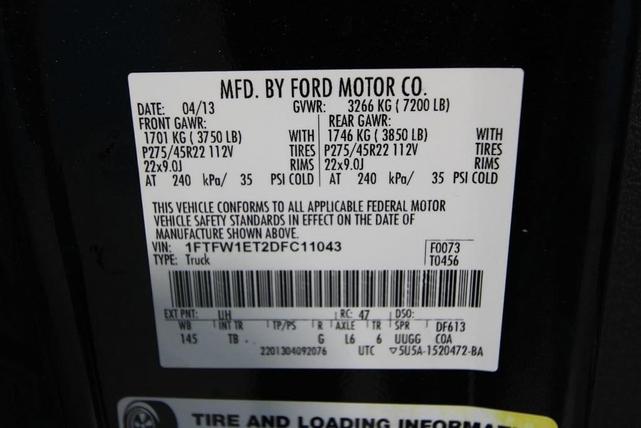 MFD. BY FORD MOTOR CO.
DATE: 04/13 GVWR: 3266 KG ( 7200 LB)
FRONT GAWR: REAR GAWR:
1701 KG ( 3750 LB) WITH 1746 KG ( 3850 LB) WITH
P275/45R22 112V TIRES P275/45R22 112V TIRES
22x9.0J RIMS 22x9.0J RIMS
AT 240 kPa/ 35 PSI COLD AT 240 kPa/ 35 PSI COLD
THIS VEHICLE CONFORMS TO ALL APPLICABLE FEDERAL MOTOR
VEHICLE SAFETY STANDARDS IN EFFECT ON THE DATE OF
MANUFACTURE SHOWN ABOVE.
VIN: 1FTFW1ET2DFC11043 F0073
TYPE: Truck T0456
EXT PNT: UH RC: 47 DSO:
WB INT TR TP/PS R AXLE TR SPR DF613
145 TB G L6 6 UUGG COA
2201304092076 UTC ▽5U5A-1520472-BA
TIRE AND LOADING INFORMATION